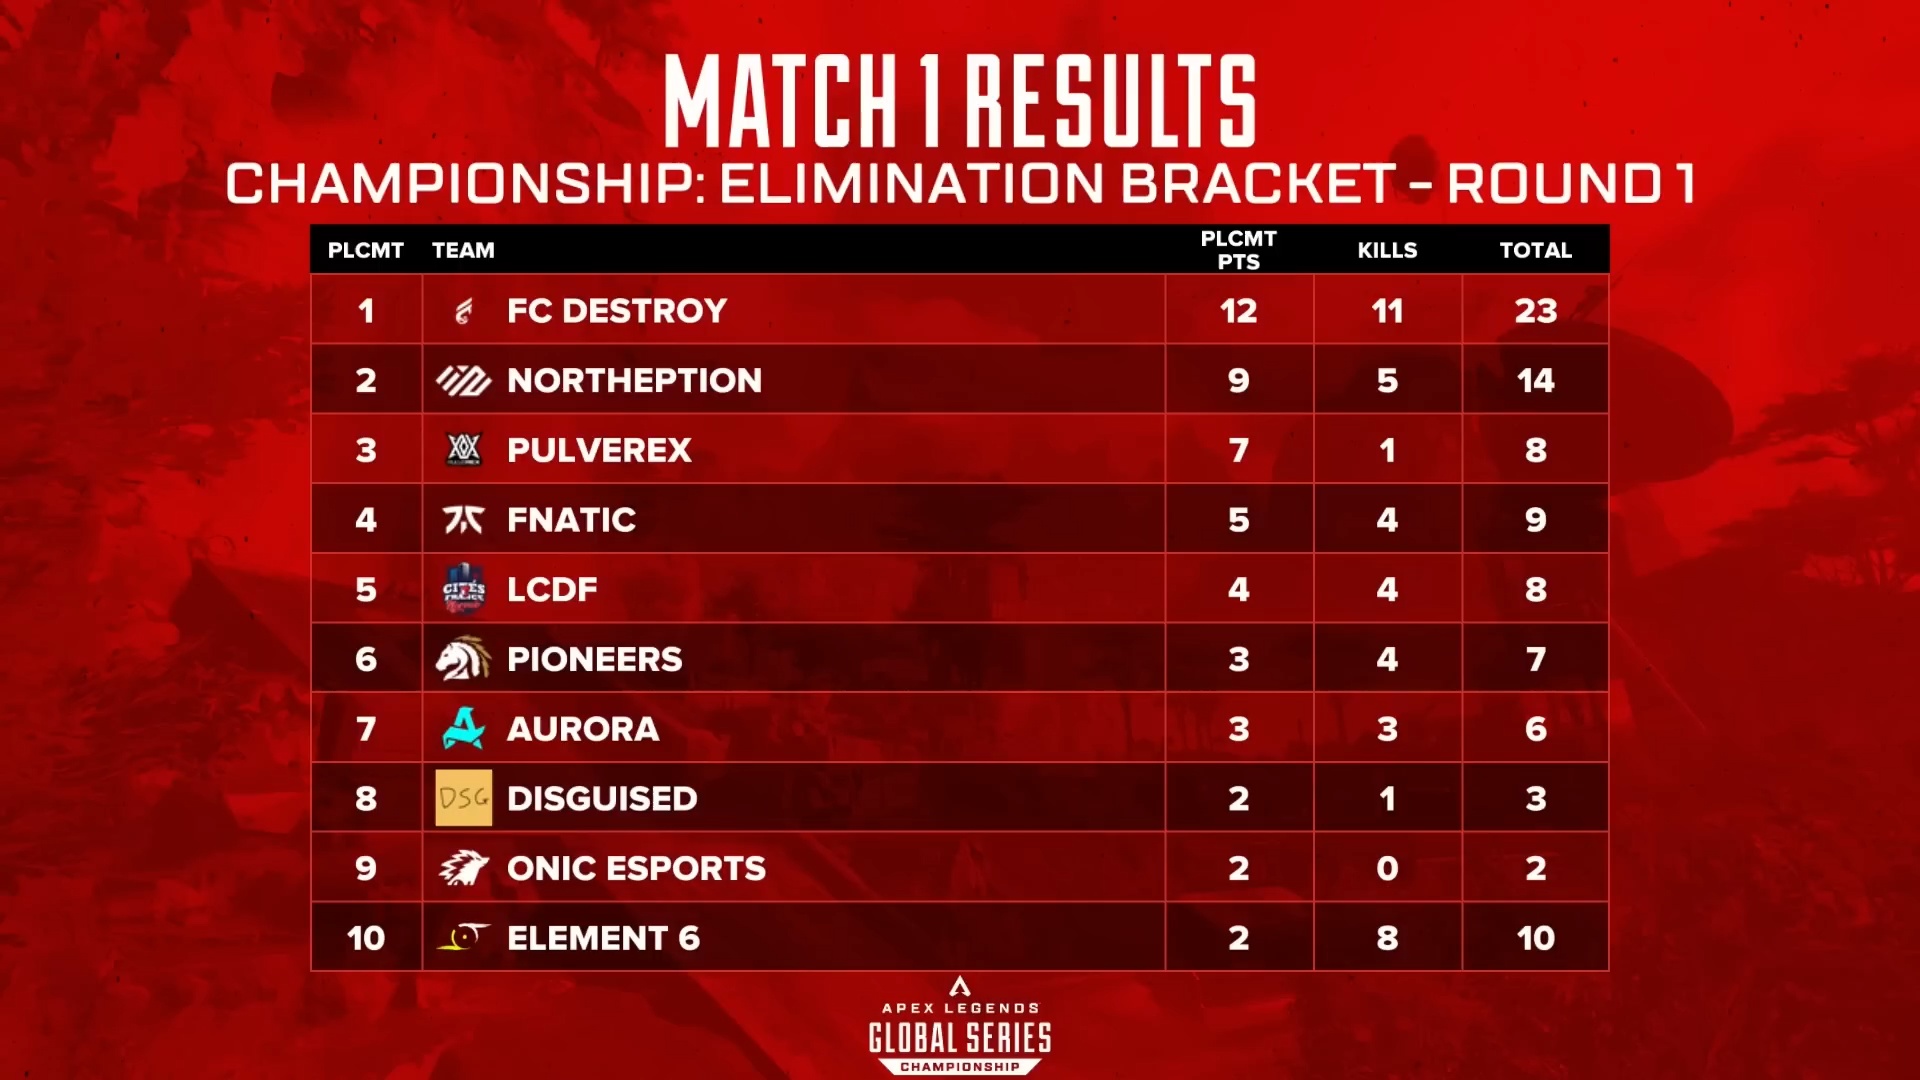 MATCH 1 RESULTS
CHAMPIONSHIP: ELIMINATION BRACKET - ROUND 1
PLCMT TEAM PLCMT PTS KILLS TOTAL
1 FC DESTROY 12 11 23
2 NORTHEPTION 9 5 14
3 PULVEREX 7 1 8
4 FNATIC 5 4 9
5 LCDF 4 4 8
6 PIONEERS 3 4 7
7 AURORA 3 3 6
8 DSG DISGUISED 2 1 3
9 ONIC ESPORTS 2 0 2
10 ELEMENT 6 2 8 10
APEX LEGENDS
GLOBAL SERIES
CHAMPIONSHIP